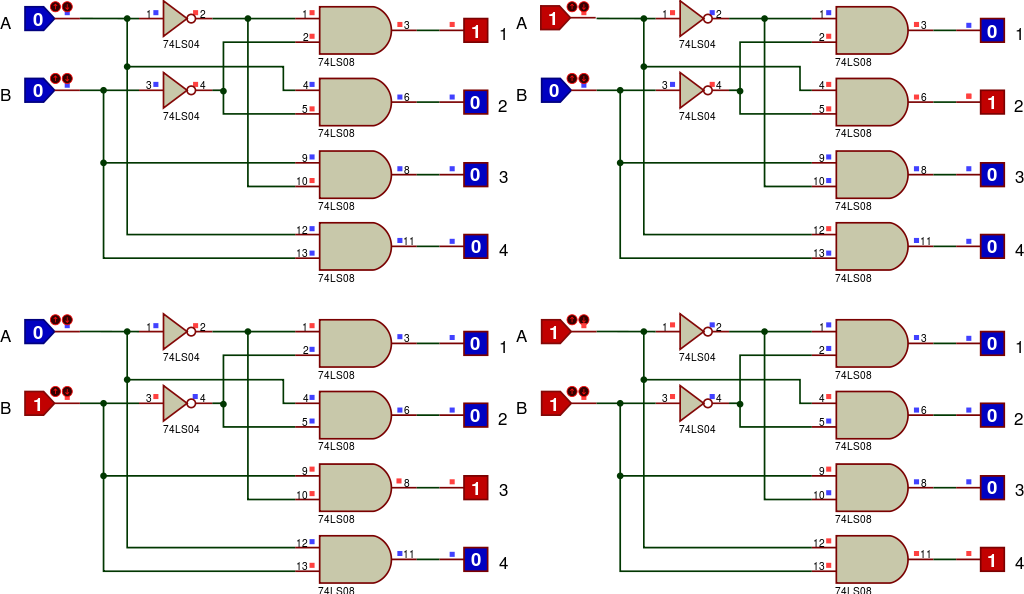 A 0 1 2 1 3 1 1
74LS04 2
74LS08
B 0 3 4 4 6 0 2
74LS04 5
74LS08
9 8 0 3
10
74LS08
12 11 0 4
13
74LS08
A 1 1 2 1 3 0 1
74LS04 2
74LS08
B 0 3 4 4 6 1 2
74LS04 5
74LS08
9 8 0 3
10
74LS08
12 11 0 4
13
74LS08
A 0 1 2 1 3 0 1
74LS04 2
74LS08
B 1 3 4 4 6 0 2
74LS04 5
74LS08
9 8 1 3
10
74LS08
12 11 0 4
13
74LS08
A 1 1 2 1 3 0 1
74LS04 2
74LS08
B 1 3 4 4 6 0 2
74LS04 5
74LS08
9 8 0 3
10
74LS08
12 11 1 4
13
74LS08